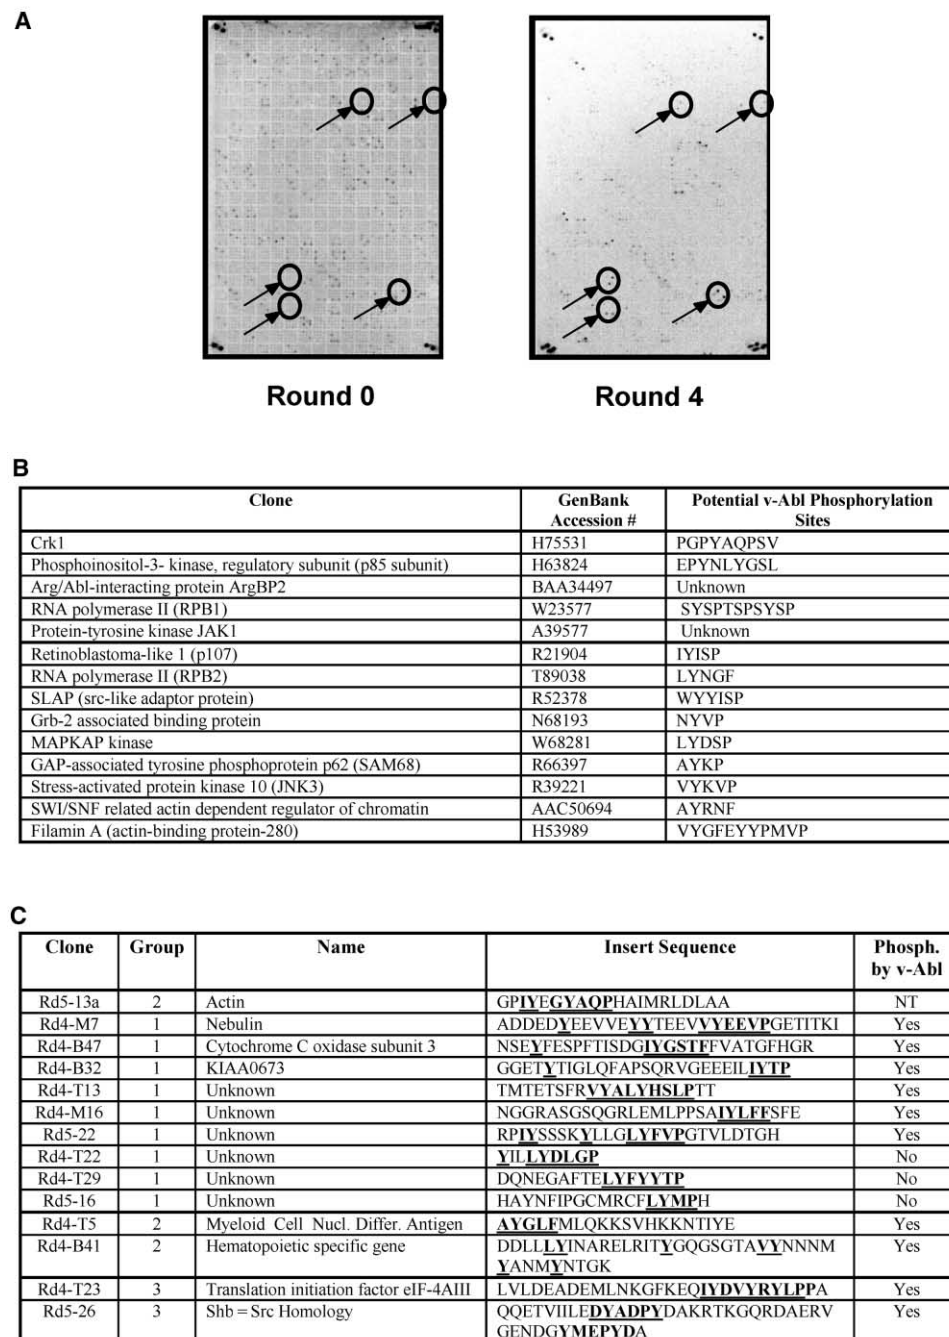 A
Round 0
Round 4
B
Clone GenBank Accession # Potential v-Abl Phosphorylation Sites
Crk1 H75531 PGPYAQPSV
Phosphoinositol-3- kinase, regulatory subunit (p85 subunit) H63824 EPYNLYGSL
Arg/Abl-interacting protein ArgBP2 BAA34497 Unknown
RNA polymerase II (RPB1) W23577 SYSPTSPSYSP
Protein-tyrosine kinase JAK1 A39577 Unknown
Retinoblastoma-like 1 (p107) R21904 IYISP
RNA polymerase II (RPB2) T89038 LYNGF
SLAP (src-like adaptor protein) R52378 WYYISP
Grb-2 associated binding protein N68193 NYVP
MAPKAP kinase W68281 LYDSP
GAP-associated tyrosine phosphoprotein p62 (SAM68) R66397 AYKP
Stress-activated protein kinase 10 (JNK3) R39221 VYKVP
SWI/SNF related actin dependent regulator of chromatin AAC50694 AYRNF
Filamin A (actin-binding protein-280) H53989 VYGFEYYPMVP
C
Clone Group Name Insert Sequence Phosph. by v-Abl
Rd5-13a 2 Actin GPIYEGYAQPHAIMRLDLAA NT
Rd4-M7 1 Nebulin ADDEDYEEVVEYYTEEVVYEEVPGETITKI Yes
Rd4-B47 1 Cytochrome C oxidase subunit 3 NSEYFESPFTISDGIYGSTFFVATGFHGR Yes
Rd4-B32 1 KIAA0673 GGETYTIGLQFAPSQRVGEEEILIYTP Yes
Rd4-T13 1 Unknown TMTETSFRVYALYHSLPTT Yes
Rd4-M16 1 Unknown NGGRASGSQGRLEMLPPSAIYLFFSFE Yes
Rd5-22 1 Unknown RPIYSSSKYLLGLYFVPGTVLDTGH Yes
Rd4-T22 1 Unknown YILLYDLGP No
Rd4-T29 1 Unknown DQNEGAFTELYFYYTP No
Rd5-16 1 Unknown HAYNFIPGCMRCFLYMPH No
Rd4-T5 2 Myeloid Cell Nucl. Differ. Antigen AYGLFMLQKKSVHKKNTIYE Yes
Rd4-B41 2 Hematopoietic specific gene DDLLLYINARELRITYGQGSGTAVYNNNM Yes
YANMYNTGK
Rd4-T23 3 Translation initiation factor eIF-4AIII LVLDEADEMLNKGFKEQIYDVYRYLPPA Yes
Rd5-26 3 Shb = Src Homology QQETVIILEDYADPYDAKRTKGQRDAERV Yes
GENDGYMEPYDA